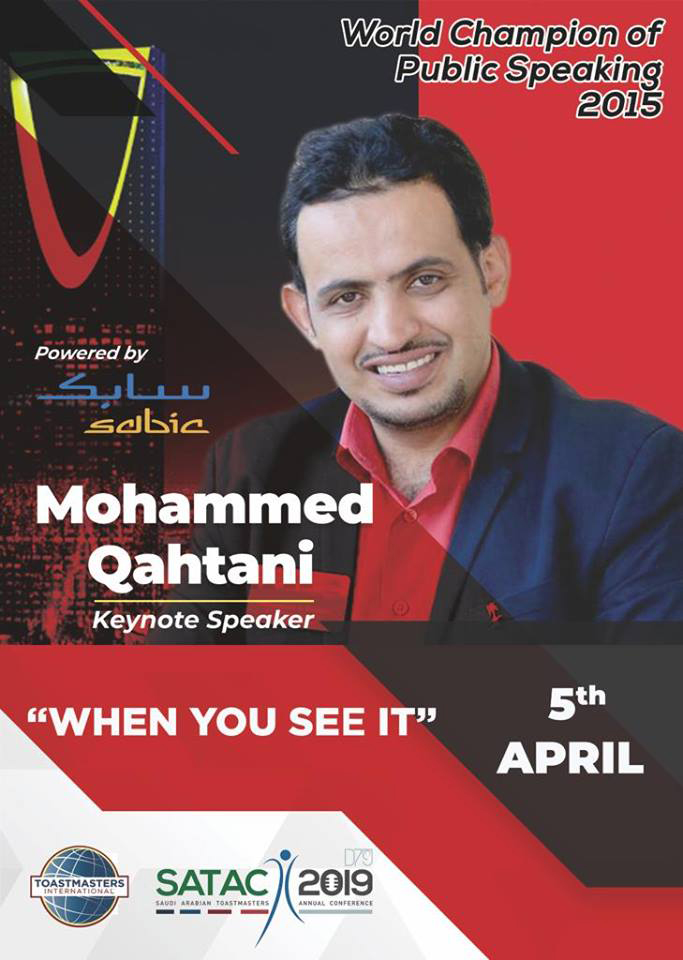 World Champion of
Public Speaking
2015
Powered by
سابك
sabic
Mohammed
Qahtani
Keynote Speaker
“WHEN YOU SEE IT”
5th
APRIL
TOASTMASTERS
INTERNATIONAL
D79
SATAC 2019
SAUDI ARABIAN TOASTMASTERS ANNUAL CONFERENCE